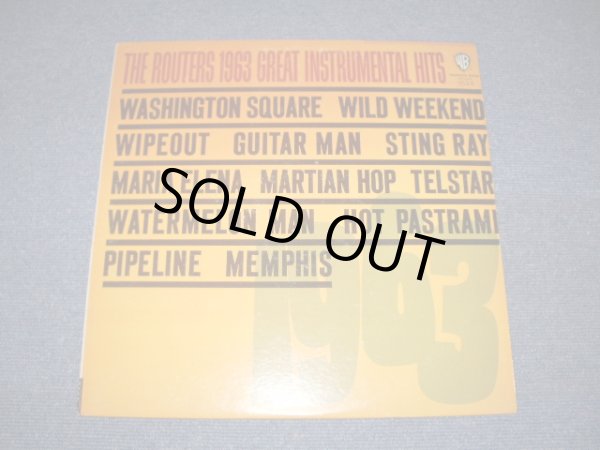 THE ROUTERS 1963 GREAT INSTRUMENTAL HITS
WB
WASHINGTON SQUARE WILD WEEKEND
WIPEOUT GUITAR MAN STING RAY
MARIA ELENA MARTIAN HOP TELSTAR
WATERMELON MAN HOT PASTRAMI
PIPELINE MEMPHIS
1963
SOLD OUT